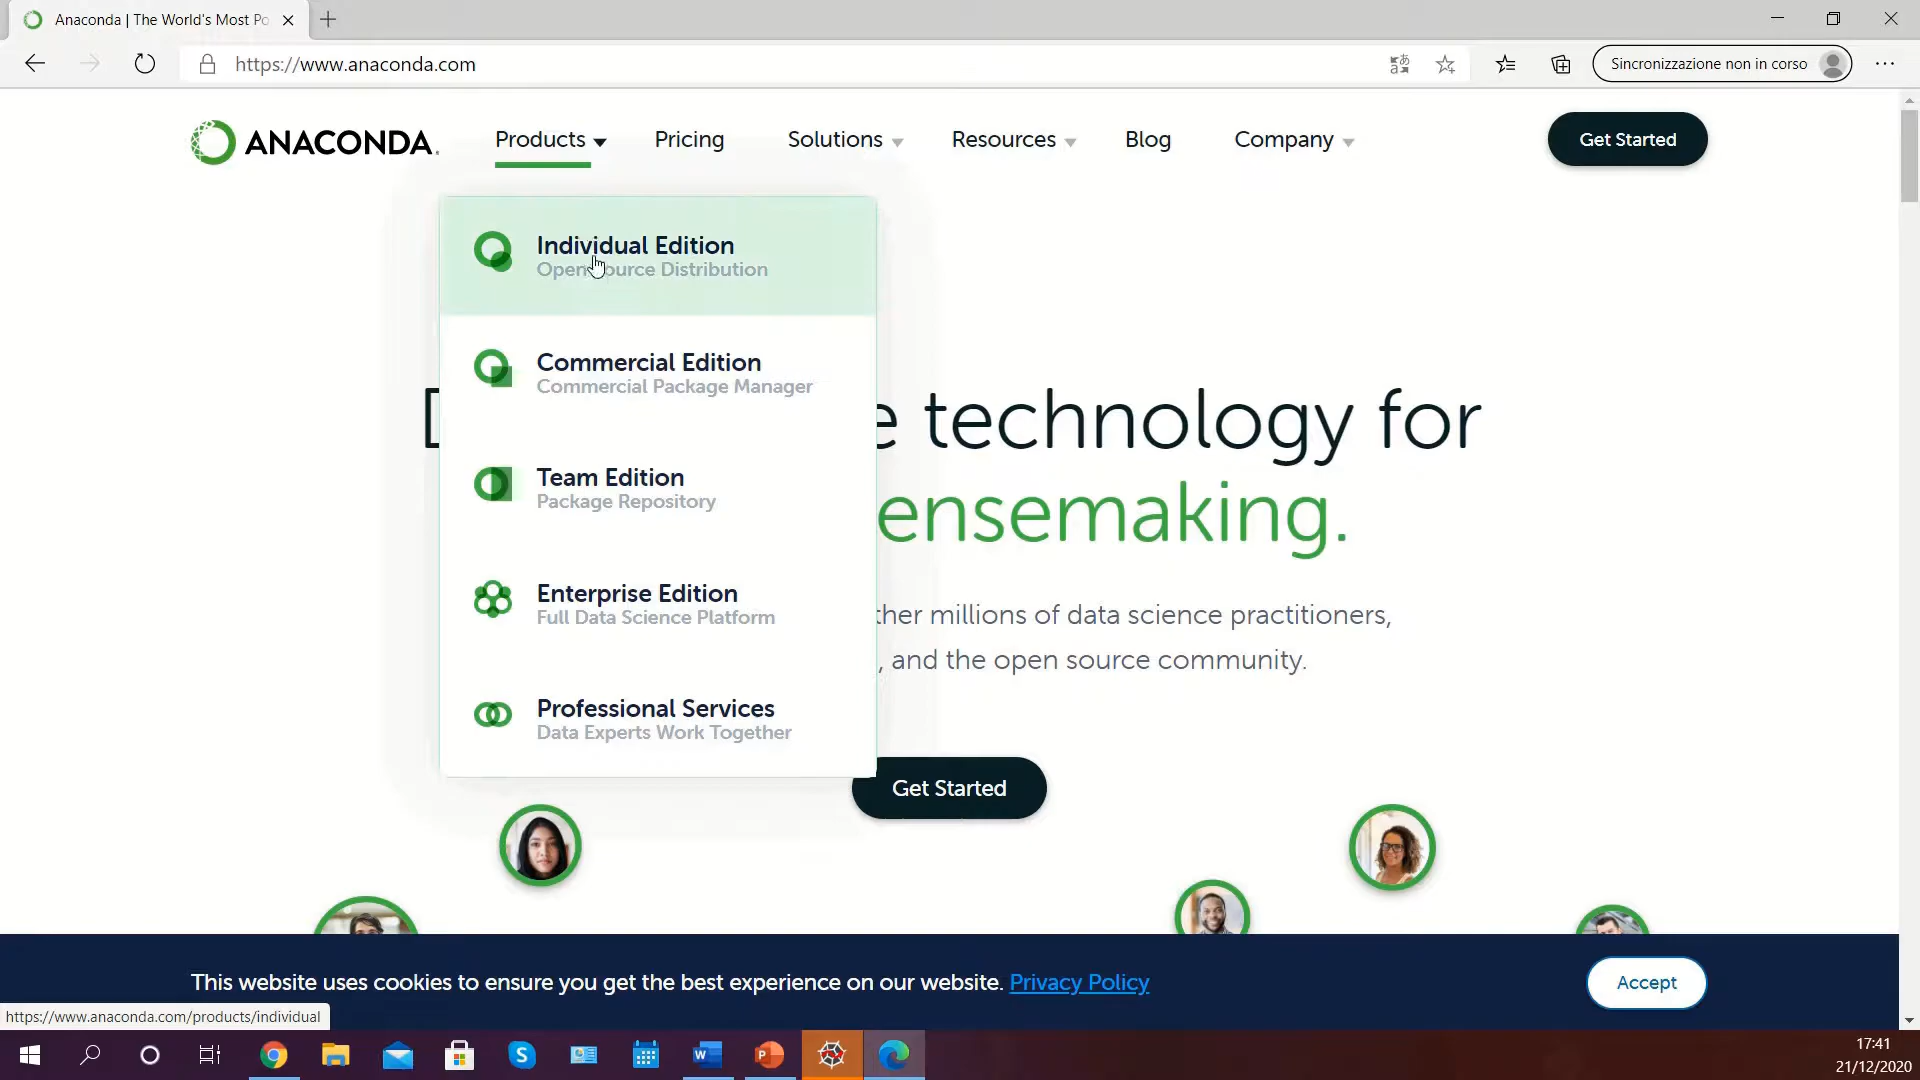 Anaconda | The World's Most Po
https://www.anaconda.com
Sincronizzazione non in corso
ANACONDA.
Products
Pricing
Solutions
Resources
Blog
Company
Get Started
Individual Edition
Open Source Distribution
Commercial Edition
Commercial Package Manager
Team Edition
Package Repository
Enterprise Edition
Full Data Science Platform
Professional Services
Data Experts Work Together
technology for
ensemaking.
millions of data science practitioners,
, and the open source community.
Get Started
This website uses cookies to ensure you get the best experience on our website. Privacy Policy
Accept
https://www.anaconda.com/products/individual
17:41
21/12/2020